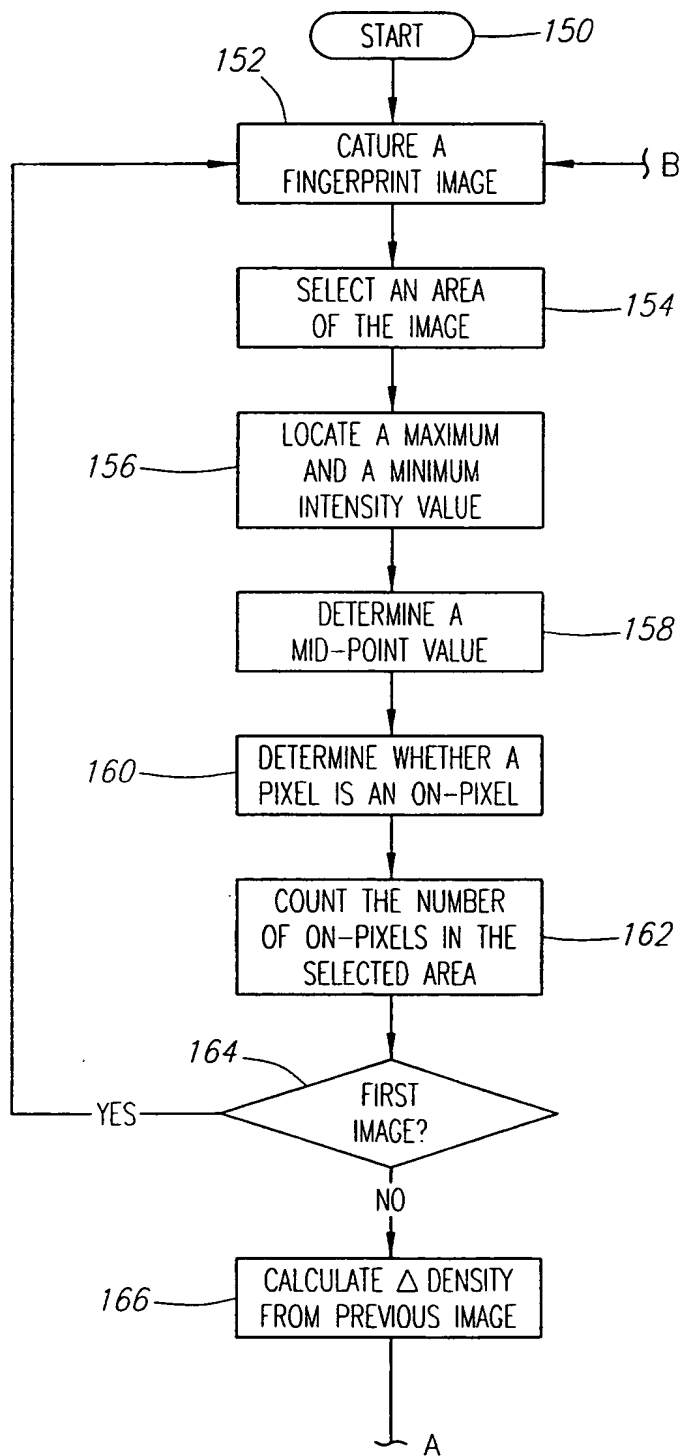 START
150
152
CATURE A
FINGERPRINT IMAGE
B
SELECT AN AREA
OF THE IMAGE
154
LOCATE A MAXIMUM
AND A MINIMUM
INTENSITY VALUE
156
DETERMINE A
MID-POINT VALUE
158
DETERMINE WHETHER A
PIXEL IS AN ON-PIXEL
160
COUNT THE NUMBER
OF ON-PIXELS IN THE
SELECTED AREA
162
164
FIRST
IMAGE?
YES
NO
CALCULATE △ DENSITY
FROM PREVIOUS IMAGE
166
A